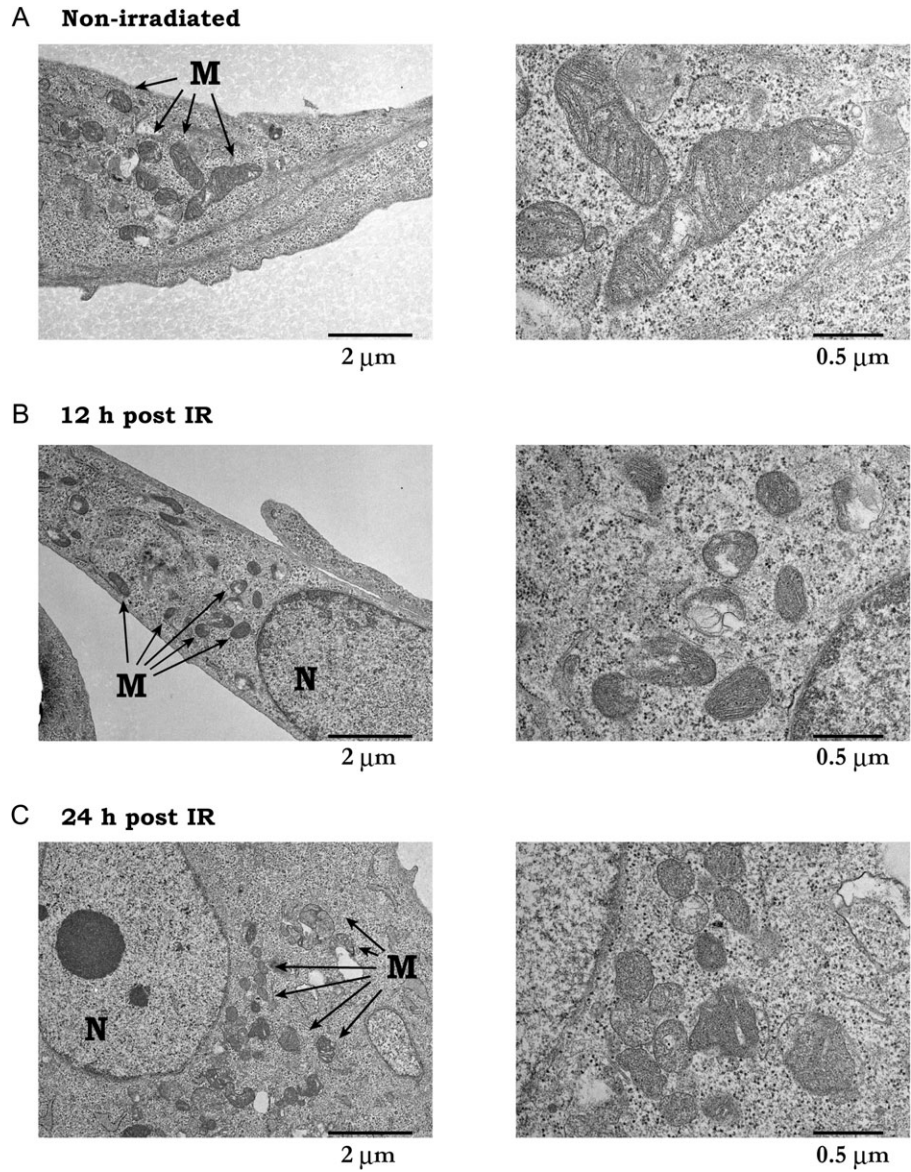 A Non-irradiated
M
2 μm
0.5 μm
B 12 h post IR
M
N
2 μm
0.5 μm
C 24 h post IR
M
N
2 μm
0.5 μm